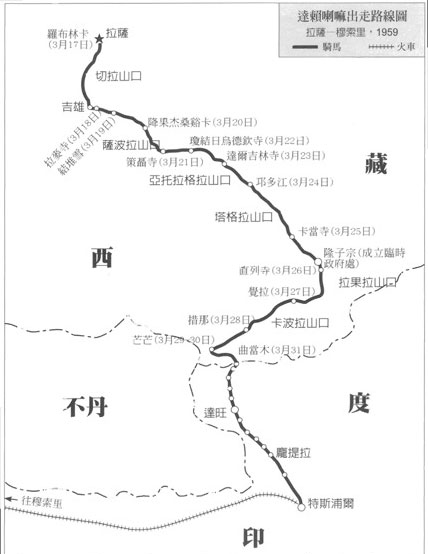 達賴喇嘛出走路線圖
拉薩—穆索里，1959
騎馬
火車
羅布林卡
(3月17日)
拉薩
切拉山口
吉雄
拉麥寺(3月18日)
結堆雪(3月19日)
降果杰桑谿卡(3月20日)
薩波拉山口
策聶寺(3月21日)
瓊結日烏德欽寺(3月22日)
達爾吉林寺(3月23日)
亞托拉格拉山口
邛多江(3月24日)
藏
塔格拉山口
卡當寺(3月25日)
西
隆子宗(成立臨時
政府處)
直列寺(3月26日)
拉果拉山口
覺拉(3月27日)
措那(3月28日)
卡波拉山口
芒芒(3月29-30日)
曲當木(3月31日)
不丹
達旺
度
龐提拉
往穆索里
特斯浦爾
印